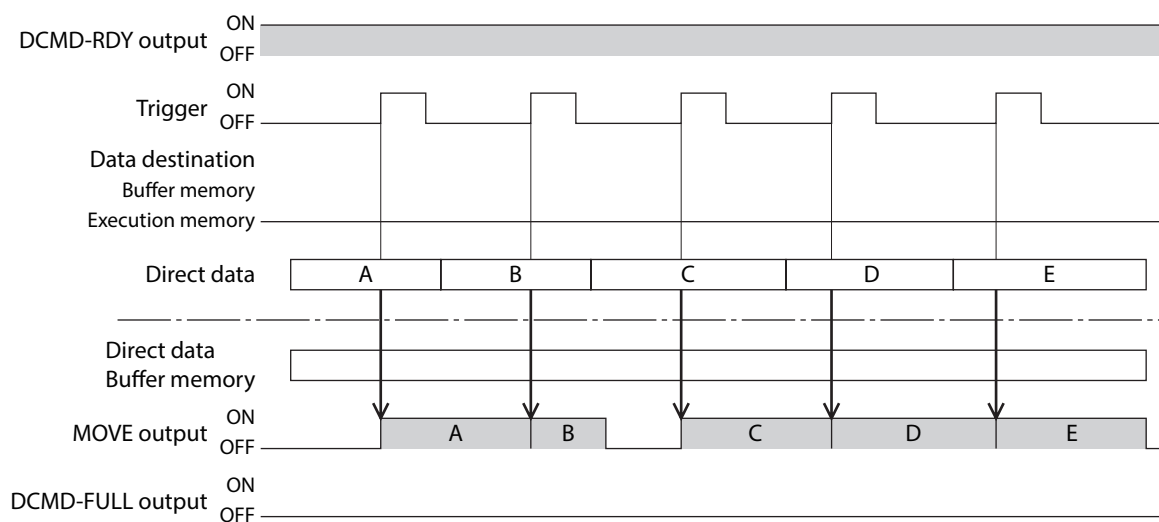 ON
DCMD-RDY output
OFF
ON
Trigger
OFF
Data destination
Buffer memory
Execution memory
Direct data A B C D E
Direct data
Buffer memory
ON
MOVE output A B C D E
OFF
ON
DCMD-FULL output
OFF